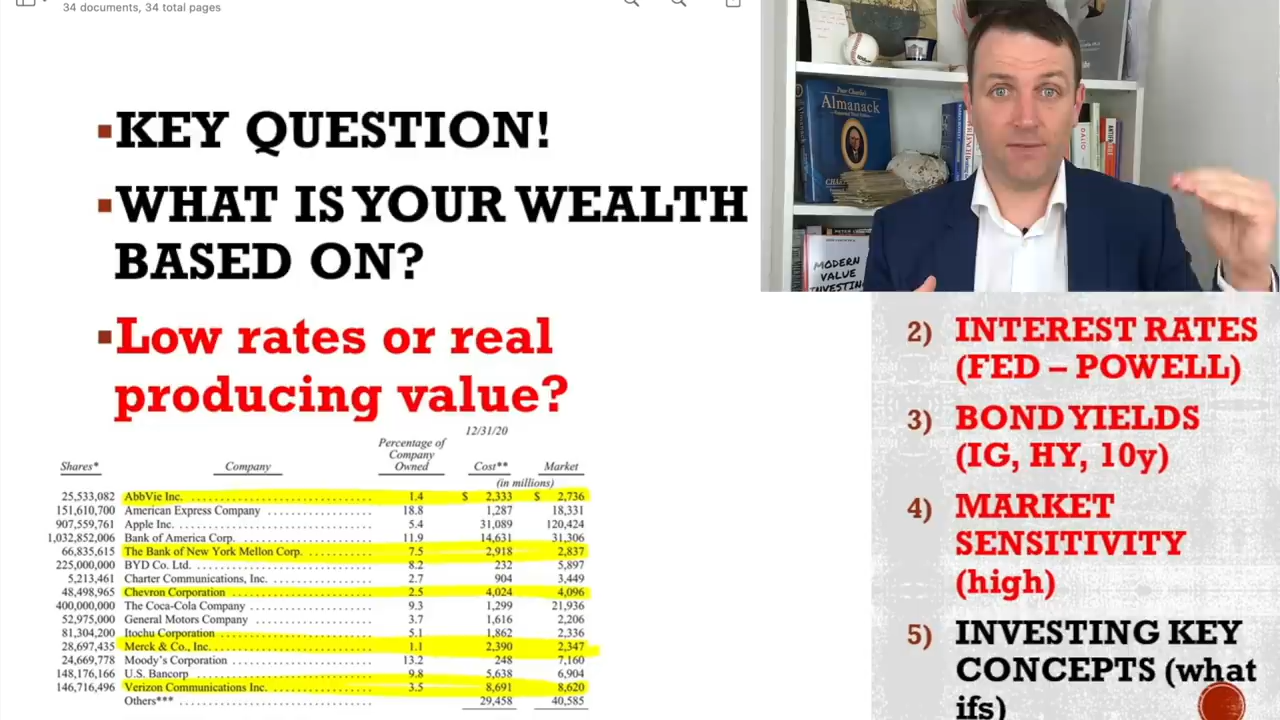 34 documents, 34 total pages
KEY QUESTION!
WHAT IS YOUR WEALTH
BASED ON?
Low rates or real
producing value?
12/31/20
Percentage of
Company
Owned
Shares*
Company
Cost**
Market
(in millions)
25,533,082 AbbVie Inc. 1.4 $ 2,333 $ 2,736
151,610,700 American Express Company 18.8 1,287 18,331
907,559,761 Apple Inc. 5.4 31,089 120,424
1,032,852,006 Bank of America Corp. 11.9 14,631 31,306
66,835,615 The Bank of New York Mellon Corp. 7.5 2,918 2,837
225,000,000 BYD Co. Ltd. 8.2 232 5,897
5,213,461 Charter Communications, Inc. 2.7 904 3,449
48,498,965 Chevron Corporation 2.5 4,024 4,096
400,000,000 The Coca-Cola Company 9.3 1,299 21,936
52,975,000 General Motors Company 3.7 1,616 2,206
81,304,200 Itochu Corporation 5.1 1,862 2,336
28,697,435 Merck & Co., Inc. 1.1 2,390 2,347
24,669,778 Moody's Corporation 13.2 248 7,160
148,176,166 U.S. Bancorp 9.8 5,638 6,904
146,716,496 Verizon Communications Inc. 3.5 8,691 8,620
Others*** 29,458 40,585
Poor Charlie's
Almanack
MODERN
VALUE
INVESTING
DALIO
2) INTEREST RATES
(FED – POWELL)
3) BOND YIELDS
(IG, HY, 10y)
4) MARKET
SENSITIVITY
(high)
5) INVESTING KEY
CONCEPTS (what
ifs)